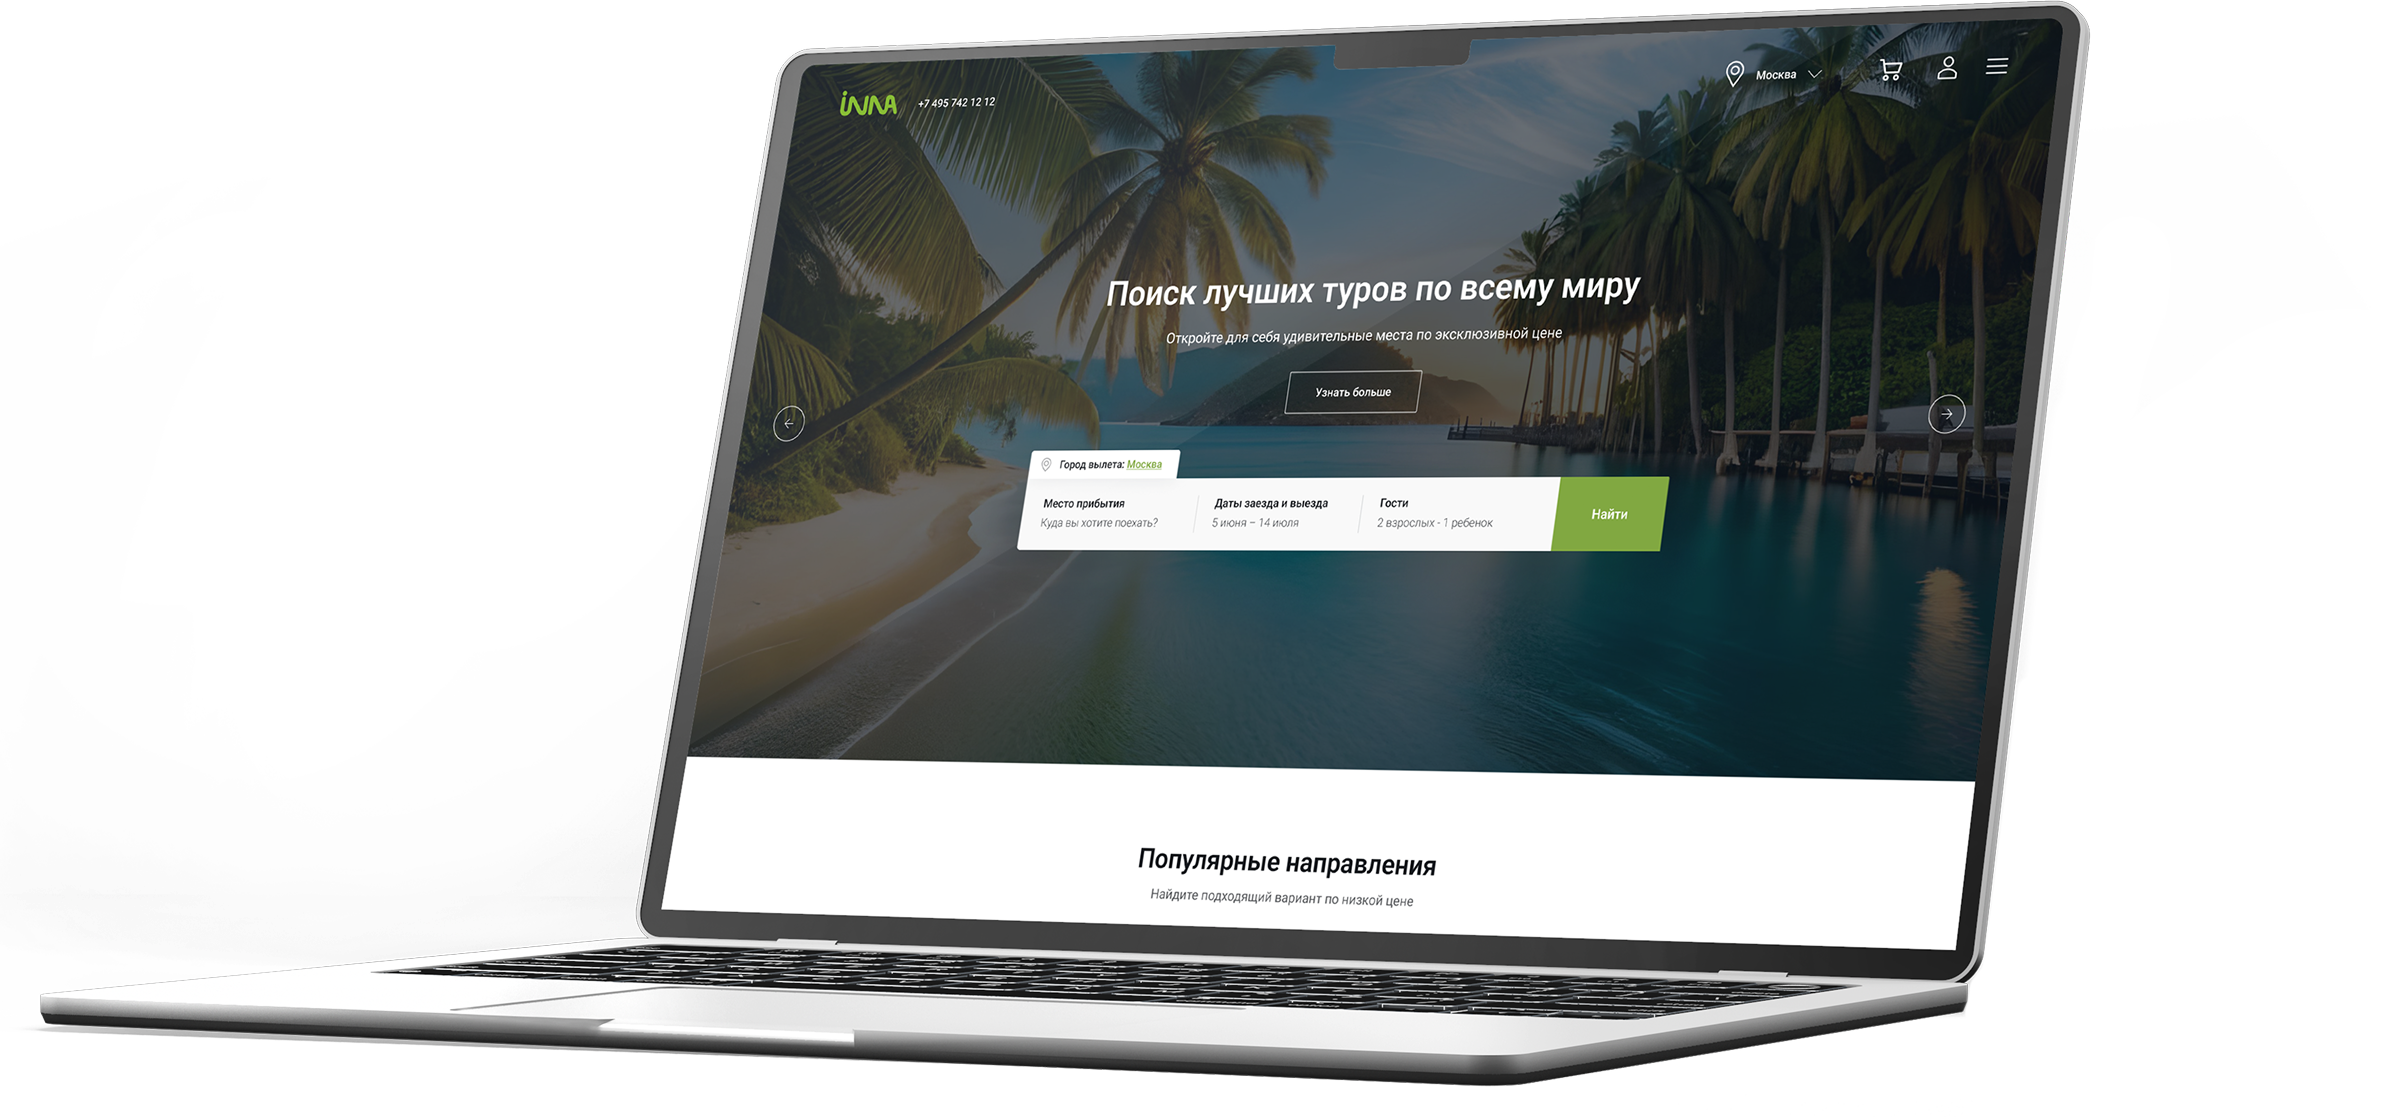 inna
+7 495 742 12 12
Москва
Поиск лучших туров по всему миру
Откройте для себя удивительные места по эксклюзивной цене
Узнать больше
Город вылета: Москва
Место прибытия
Куда вы хотите поехать?
Даты заезда и выезда
5 июня – 14 июля
Гости
2 взрослых - 1 ребенок
Найти
Популярные направления
Найдите подходящий вариант по низкой цене